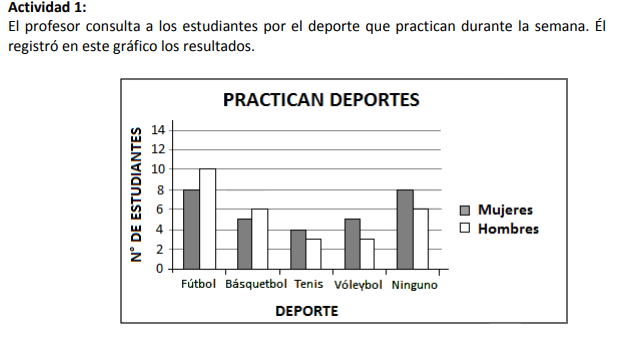 Actividad 1:
El profesor consulta a los estudiantes por el deporte que practican durante la semana. Él
registró en este gráfico los resultados.
PRACTICAN DEPORTES
N° DE ESTUDIANTES
14
12
10
8
6
4
2
0
Fútbol Básquetbol Tenis Vóleybol Ninguno
DEPORTE
Mujeres
Hombres